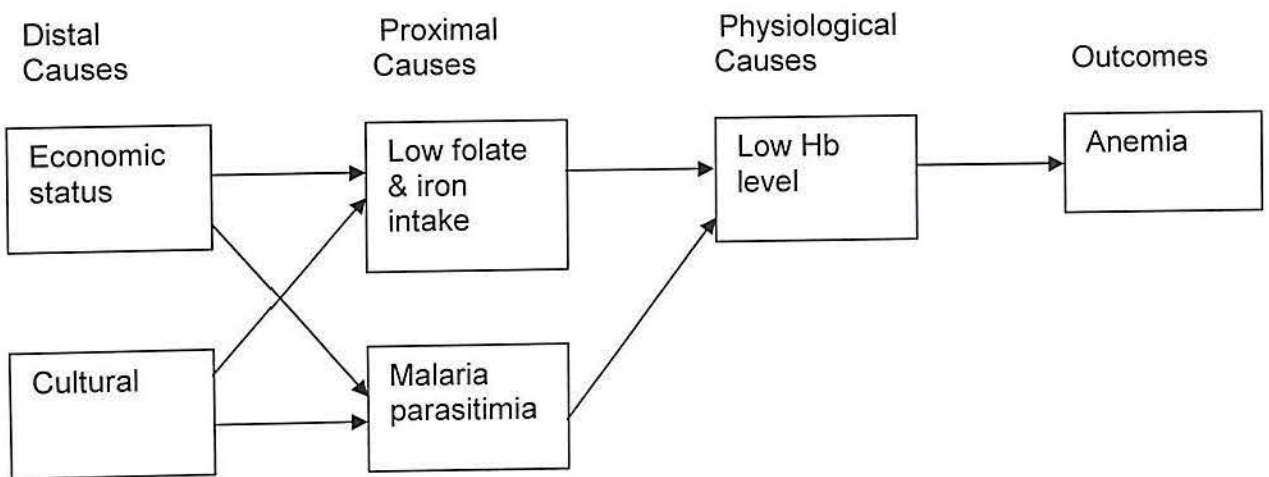 Distal
Causes
Proximal
Causes
Physiological
Causes
Outcomes
Economic
status
Low folate
& iron
intake
Low Hb
level
Anemia
Cultural
Malaria
parasitimia